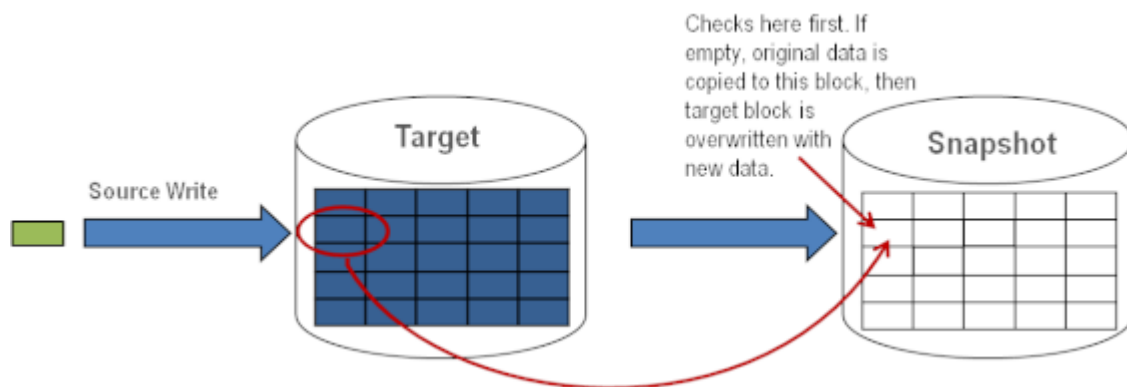 Checks here first. If
empty, original data is
copied to this block, then
target block is
overwritten with
new data.
Target
Snapshot
Source Write